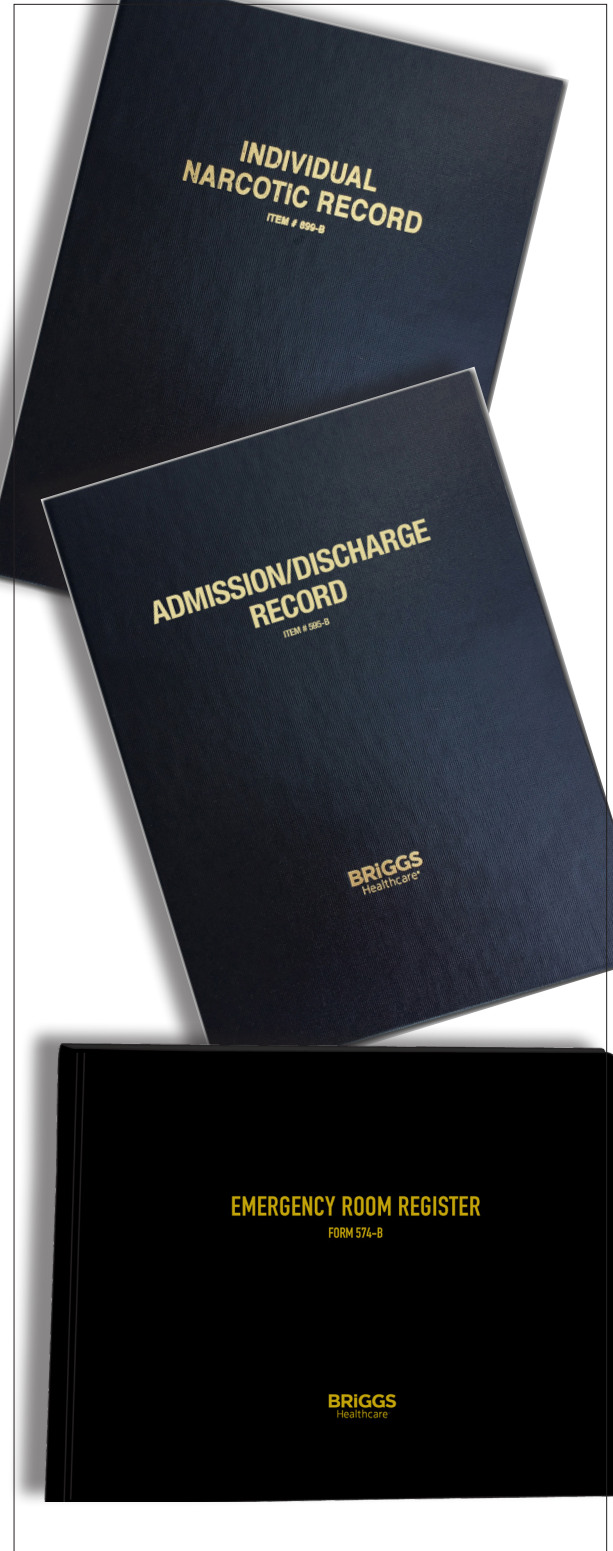 INDIVIDUAL
NARCOTIC RECORD
ITEM # 899-B
ADMISSION/DISCHARGE
RECORD
ITEM # 595-B
BRiGGS
Healthcare®
EMERGENCY ROOM REGISTER
FORM 574-B
BRiGGS
Healthcare